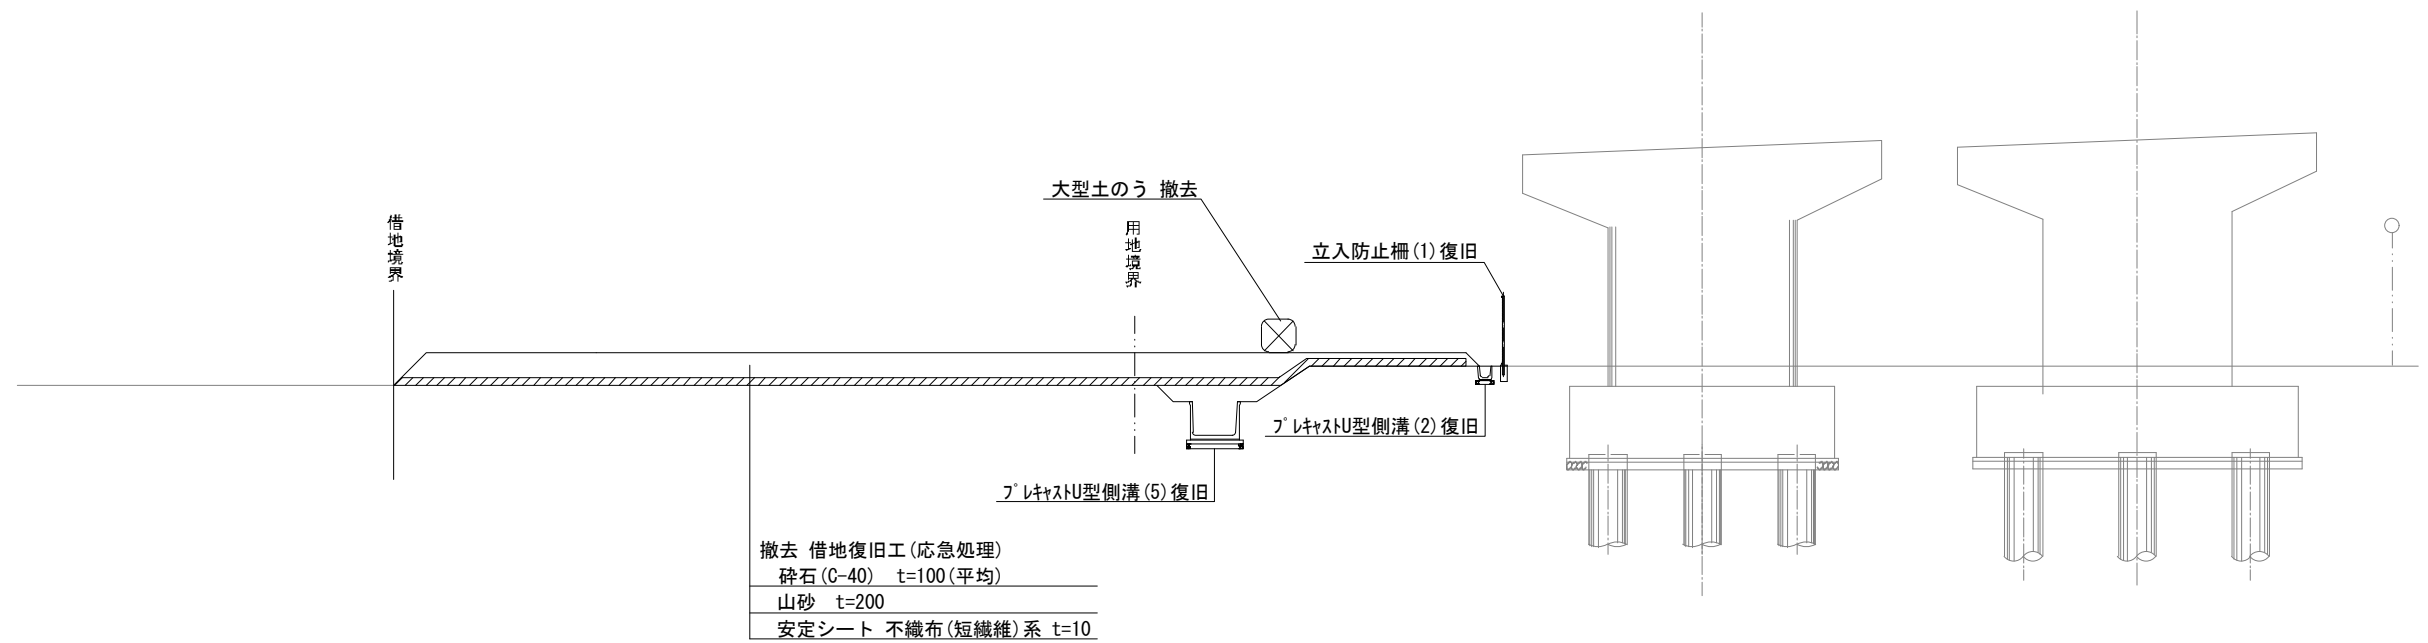 大型土のう 撤去
借地境界
用地境界
立入防止柵(1)復旧
ﾌﾟﾚｷｬｽﾄU型側溝(2)復旧
ﾌﾟﾚｷｬｽﾄU型側溝(5)復旧
撤去 借地復旧工(応急処理)
砕石(C-40) t=100(平均)
山砂 t=200
安定シート 不織布(短繊維)系 t=10